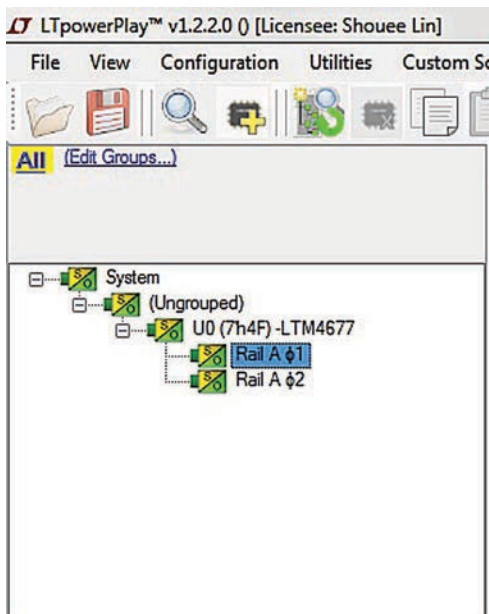 LT LTpowerPlay™ v1.2.2.0 () [Licensee: Shouee Lin]
File View Configuration Utilities Custom Sc
All (Edit Groups...)
S/O System
S/O (Ungrouped)
S/O U0 (7h4F) -LTM4677
S/O Rail A ϕ1
S/O Rail A ϕ2